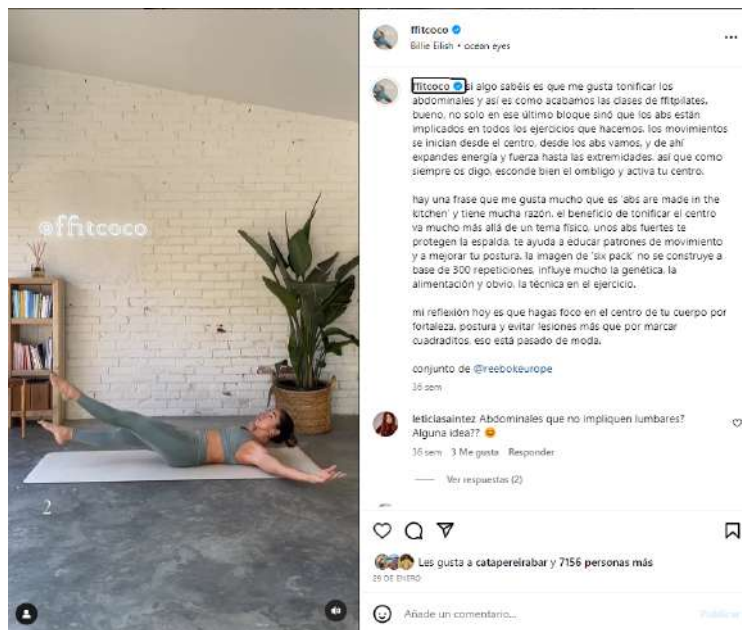 @ffitcoco
2
ffitcoco
Billie Eilish • ocean eyes
ffitcoco si algo sabéis es que me gusta tonificar los
abdominales y así es como acabamos las clases de ffitpilates.
bueno, no solo en ese último bloque sinó que los abs están
implicados en todos los ejercicios que hacemos. los movimientos
se inician desde el centro, desde los abs vamos, y de ahí
expandes energía y fuerza hasta las extremidades. así que como
siempre os digo, esconde bien el ombligo y activa tu centro.
hay una frase que me gusta mucho que es 'abs are made in the
kitchen' y tiene mucha razón. el beneficio de tonificar el centro
va mucho más allá de un tema físico, unos abs fuertes te
protegen la espalda, te ayuda a educar patrones de movimiento
y a mejorar tu postura. la imagen de 'six pack' no se construye a
base de 300 repeticiones, influye mucho la genética, la
alimentación y obvio, la técnica en el ejercicio.
mi reflexión hoy es que hagas foco en el centro de tu cuerpo por
fortaleza, postura y evitar lesiones más que por marcar
cuadraditos, eso está pasado de moda.
conjunto de @reebokeurope
16 sem
leticiasaintez Abdominales que no impliquen lumbares?
Alguna idea??
16 sem 3 Me gusta Responder
Ver respuestas (2)
Les gusta a catapereirabar y 7156 personas más
29 DE ENERO
Añade un comentario...
Publicar